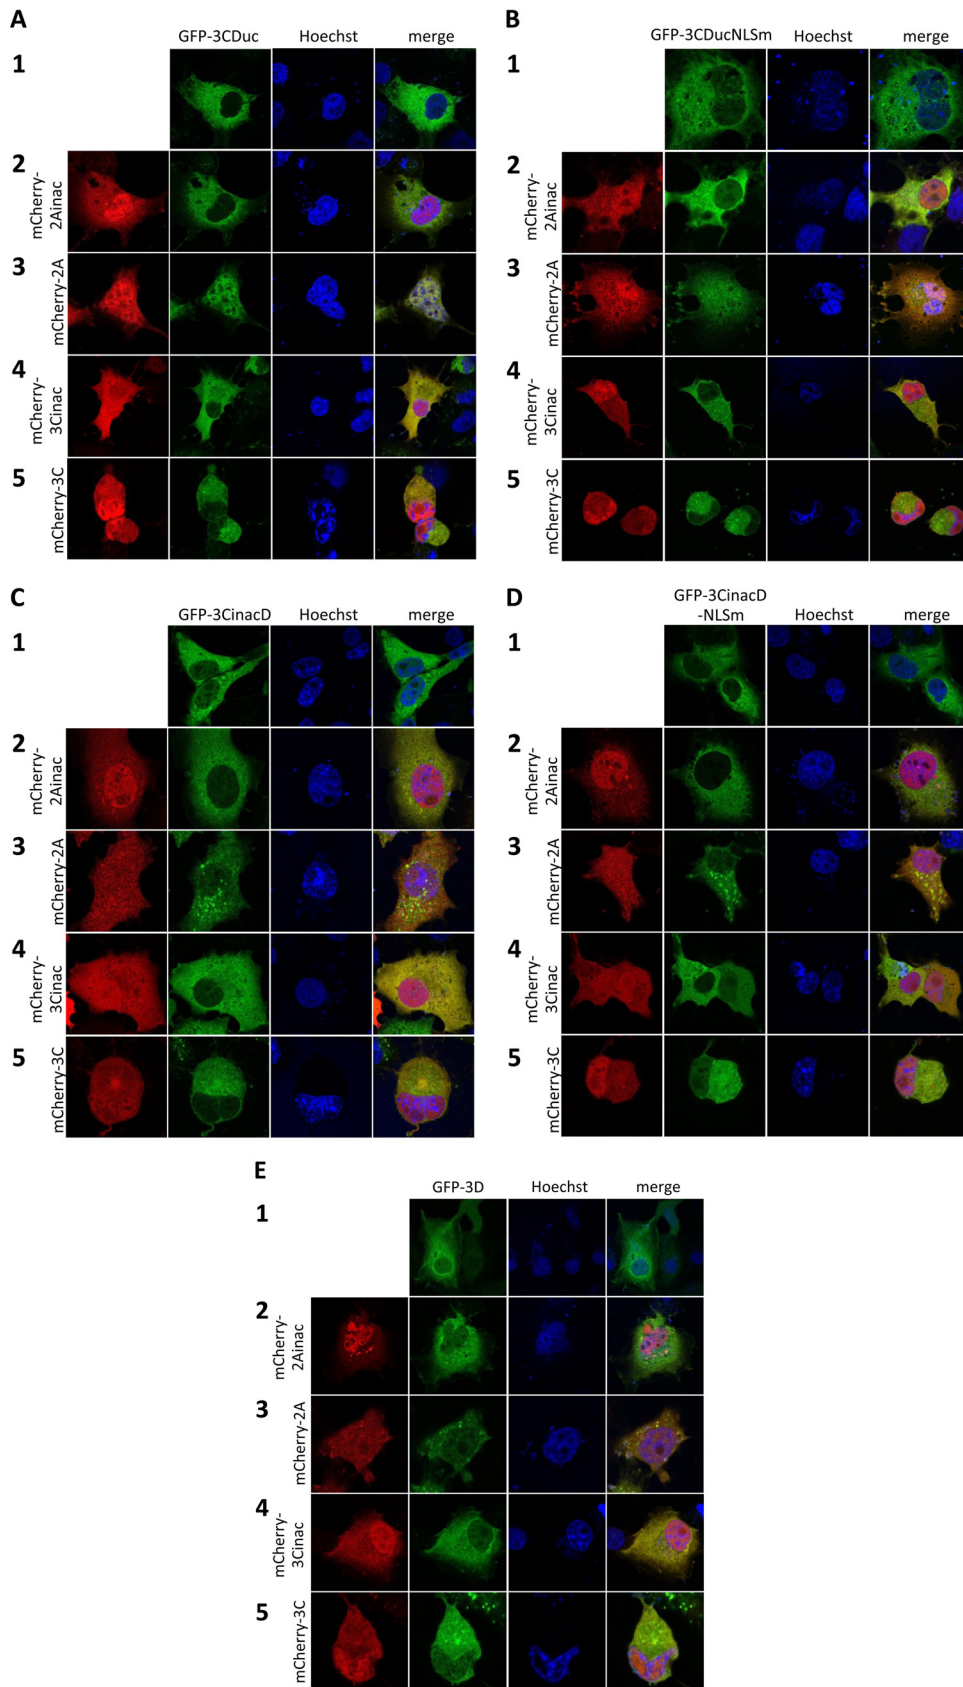 A
GFP-3CDuc Hoechst merge
1
2
mCherry-
2Ainac
3
mCherry-2A
4
mCherry-
3Cinac
5
mCherry-3C
B
GFP-3CDucNLSm Hoechst merge
1
2
mCherry-
2Ainac
3
mCherry-2A
4
mCherry-
3Cinac
5
mCherry-3C
C
GFP-3CinacD Hoechst merge
1
2
mCherry-
2Ainac
3
mCherry-2A
4
mCherry-
3Cinac
5
mCherry-3C
D
GFP-3CinacD
-NLSm Hoechst merge
1
2
mCherry-
2Ainac
3
mCherry-2A
4
mCherry-
3Cinac
5
mCherry-3C
E
GFP-3D Hoechst merge
1
2
mCherry-
2Ainac
3
mCherry-2A
4
mCherry-
3Cinac
5
mCherry-3C